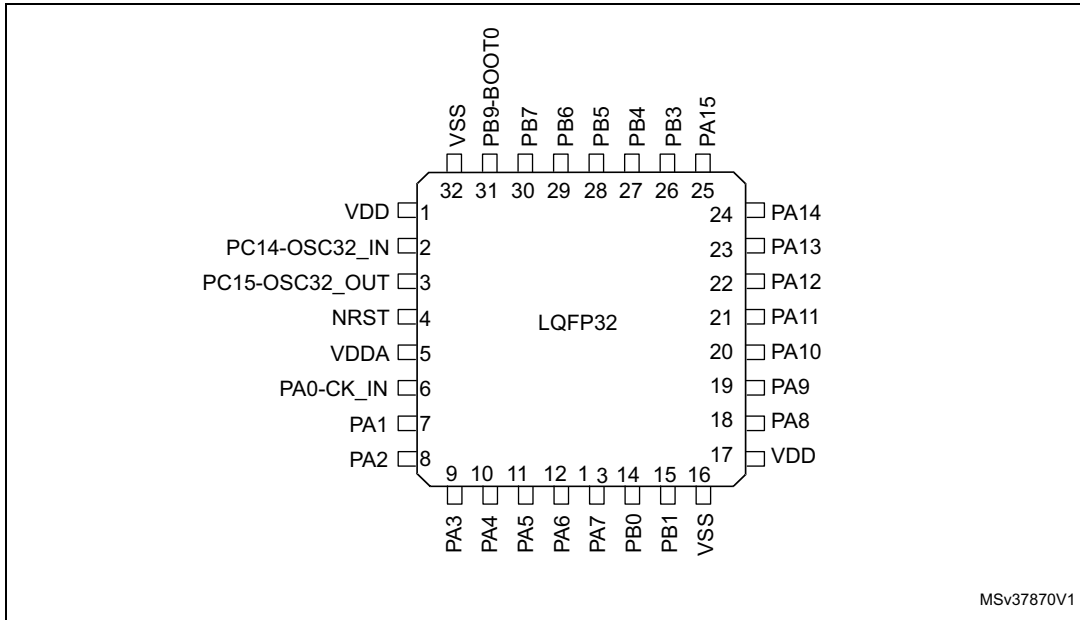 VSS
PB9-BOOT0
PB7
PB6
PB5
PB4
PB3
PA15
32 31 30 29 28 27 26 25
VDD 1
PC14-OSC32_IN 2
PC15-OSC32_OUT 3
NRST 4
VDDA 5
PA0-CK_IN 6
PA1 7
PA2 8
LQFP32
24 PA14
23 PA13
22 PA12
21 PA11
20 PA10
19 PA9
18 PA8
17 VDD
9 10 11 12 1 3 14 15 16
PA3
PA4
PA5
PA6
PA7
PB0
PB1
VSS
MSv37870V1